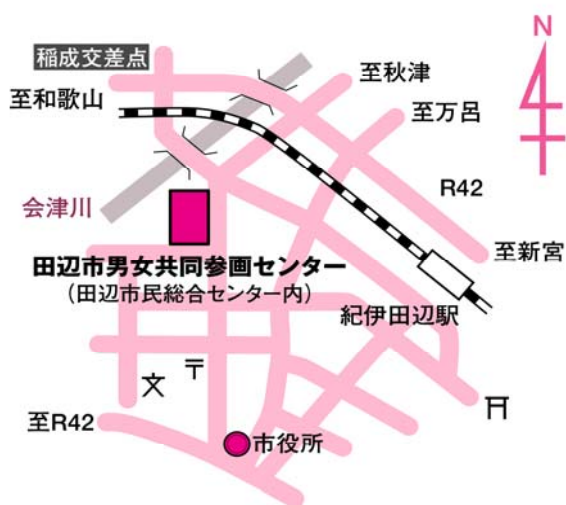 N
稲成交差点
至秋津
至和歌山
至万呂
R42
会津川
至新宮
田辺市男女共同参画センター
（田辺市民総合センター内）
紀伊田辺駅
文
〒
至R42
市役所